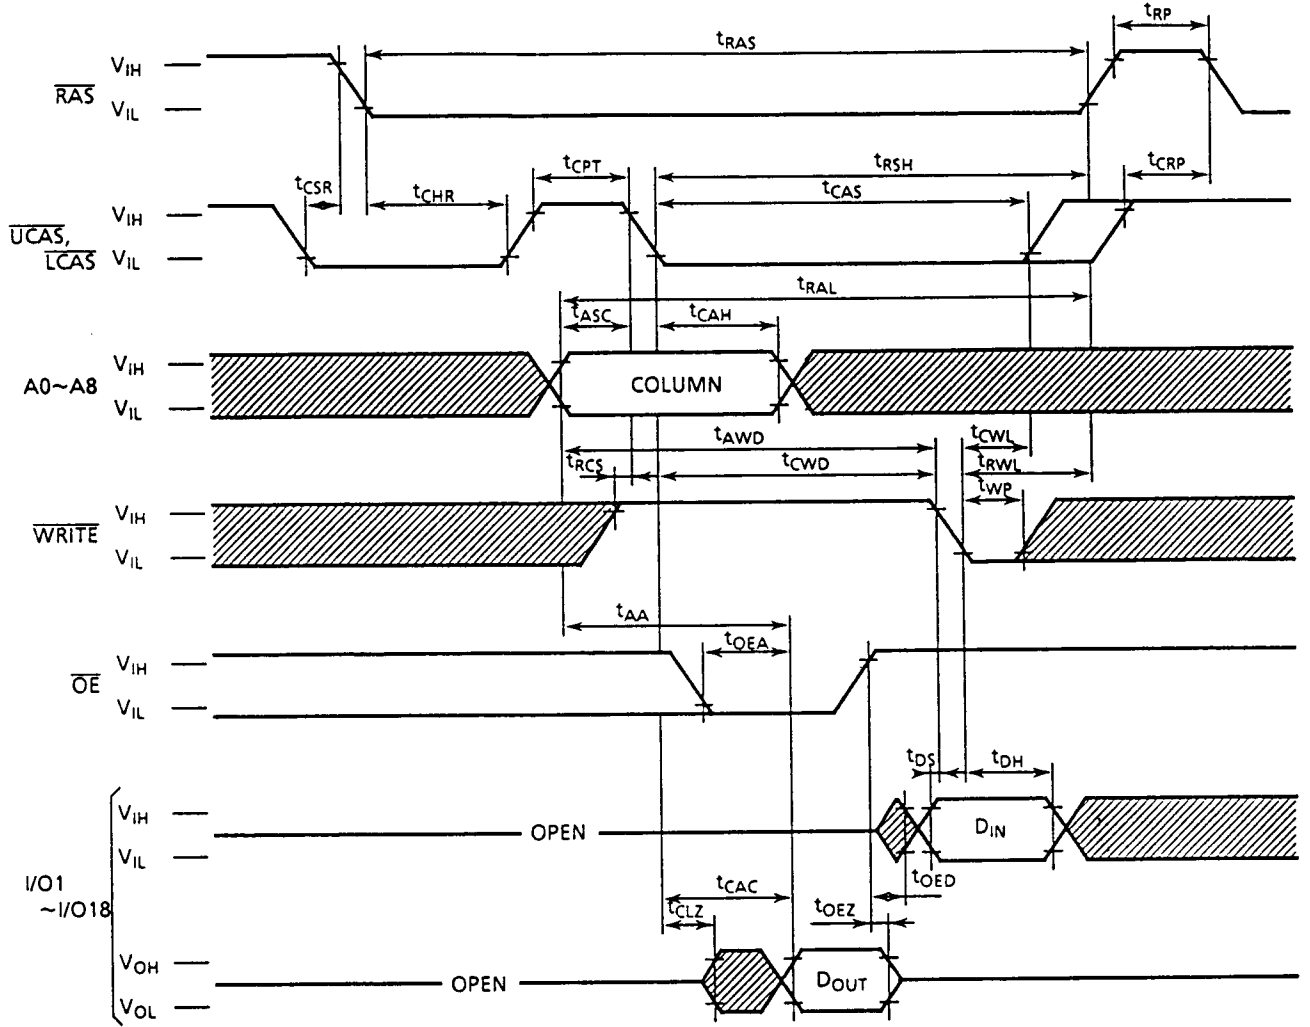 tRP
tRAS
VIH
RAS
VIL
tCPT
tRSH
tCRP
tCSR
tCHR
tCAS
VIH
UCAS,
LCAS
VIL
tRAL
tASC
tCAH
VIH
A0~A8
COLUMN
VIL
tAWD
tCWL
tRCS
tCWD
tRWL
tWP
VIH
WRITE
VIL
tAA
tOEA
VIH
OE
VIL
tDS
tDH
VIH
OPEN
DIN
VIL
I/O1
~I/O18
tOED
tCAC
tCLZ
tOEZ
VOH
OPEN
DOUT
VOL